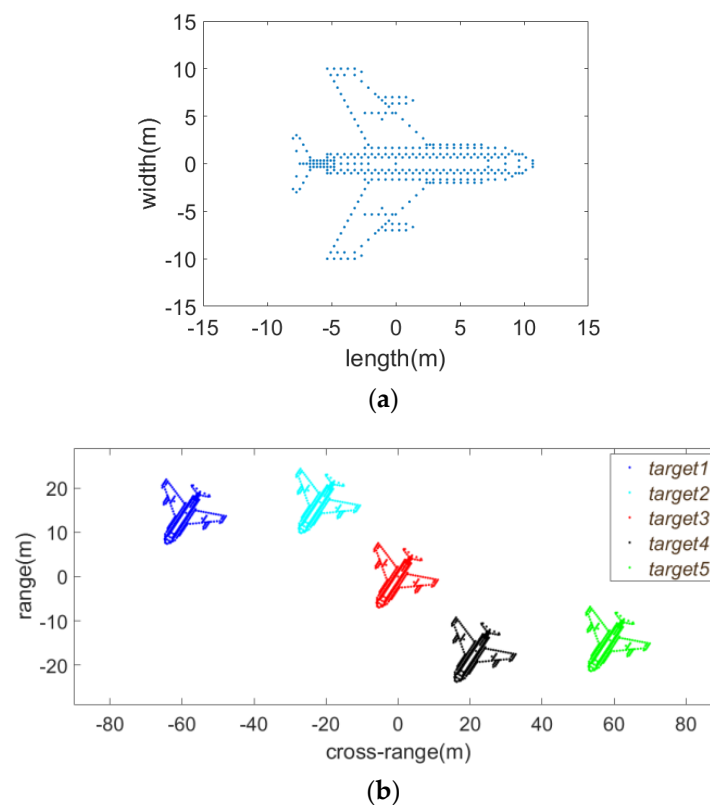 15
10
5
0
-5
-10
-15
width(m)
-15 -10 -5 0 5 10 15
length(m)
(a)
20
10
0
-10
-20
range(m)
target1
target2
target3
target4
target5
-80 -60 -40 -20 0 20 40 60 80
cross-range(m)
(b)